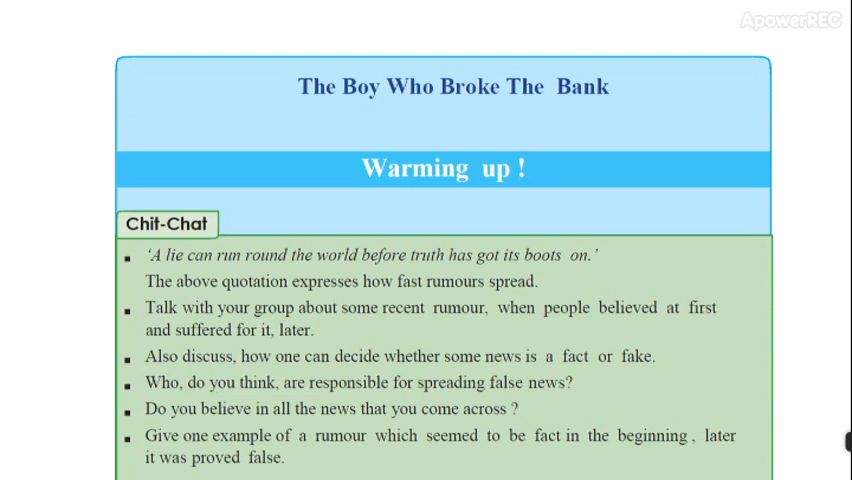 ApowerREC
The Boy Who Broke The Bank
Warming up !
Chit-Chat
▪ ‘A lie can run round the world before truth has got its boots on.’
The above quotation expresses how fast rumours spread.
▪ Talk with your group about some recent rumour, when people believed at first
and suffered for it, later.
▪ Also discuss, how one can decide whether some news is a fact or fake.
▪ Who, do you think, are responsible for spreading false news?
▪ Do you believe in all the news that you come across ?
▪ Give one example of a rumour which seemed to be fact in the beginning , later
it was proved false.